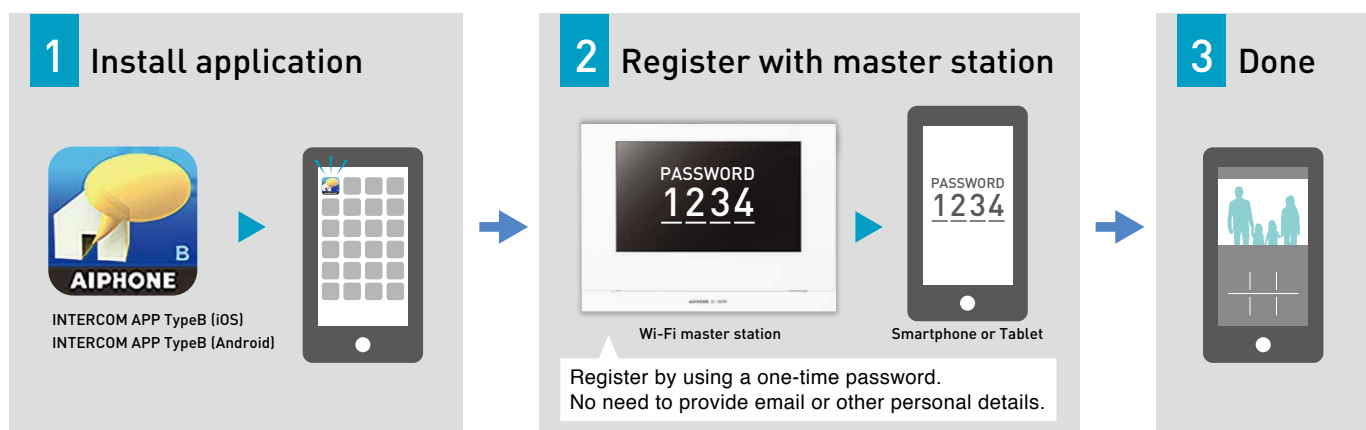 1 Install application
B
AIPHONE
INTERCOM APP TypeB (iOS)
INTERCOM APP TypeB (Android)
2 Register with master station
PASSWORD
1234
AIPHONE
Wi-Fi master station
PASSWORD
1234
Smartphone or Tablet
Register by using a one-time password.
No need to provide email or other personal details.
3 Done